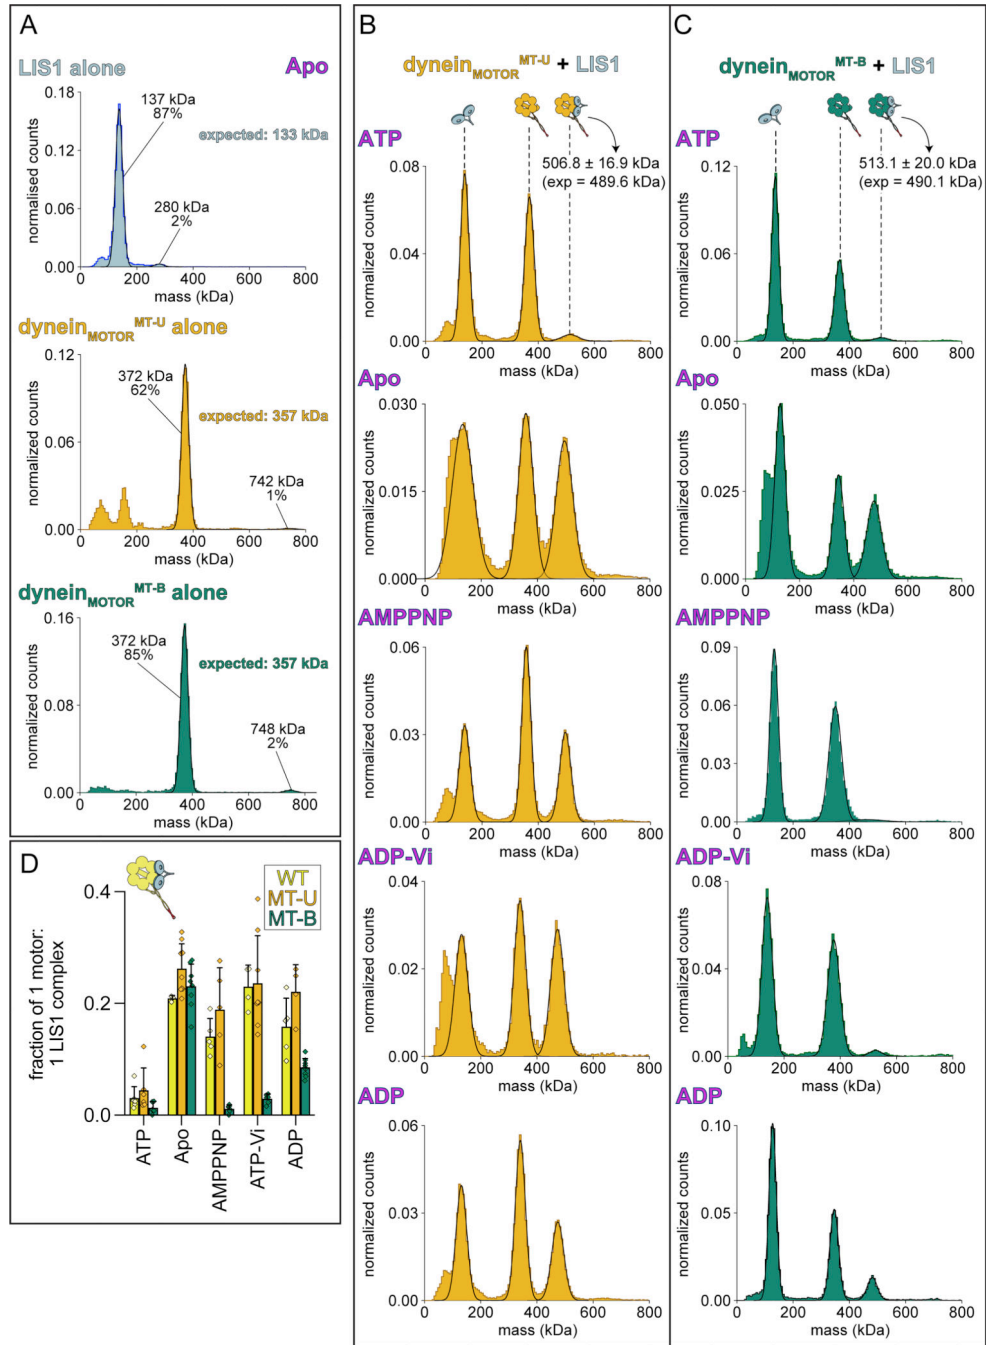 A
LIS1 alone
Apo
0.18
0.12
0.06
0.00
normalised counts
137 kDa
87%
expected: 133 kDa
280 kDa
2%
0 200 400 600 800
mass (kDa)
dynein MOTOR MT-U alone
0.12
0.06
0.00
normalized counts
372 kDa
62%
expected: 357 kDa
742 kDa
1%
0 200 400 600 800
mass (kDa)
dynein MOTOR MT-B alone
0.16
0.08
0.00
normalized counts
372 kDa
85%
expected: 357 kDa
748 kDa
2%
0 200 400 600 800
mass (kDa)
B
dynein MOTOR MT-U + LIS1
ATP
506.8 ± 16.9 kDa
(exp = 489.6 kDa)
0.08
0.04
0.00
normalized counts
0 200 400 600 800
mass (kDa)
Apo
0.030
0.015
0.000
normalized counts
0 200 400 600 800
mass (kDa)
AMPPNP
0.06
0.03
0.00
normalized counts
0 200 400 600 800
mass (kDa)
ADP-Vi
0.04
0.02
0.00
normalized counts
0 200 400 600 800
mass (kDa)
ADP
0.06
0.03
0.00
normalized counts
0 200 400 600 800
mass (kDa)
C
dynein MOTOR MT-B + LIS1
ATP
513.1 ± 20.0 kDa
(exp = 490.1 kDa)
0.12
0.06
0.00
normalized counts
0 200 400 600 800
mass (kDa)
Apo
0.050
0.025
0.000
normalized counts
0 200 400 600 800
mass (kDa)
AMPPNP
0.09
0.06
0.03
0.00
normalized counts
0 200 400 600 800
mass (kDa)
ADP-Vi
0.08
0.04
0.00
normalized counts
0 200 400 600 800
mass (kDa)
ADP
0.10
0.05
0.00
normalized counts
0 200 400 600 800
mass (kDa)
D
WT
MT-U
MT-B
0.4
0.2
0.0
fraction of 1 motor:
1 LIS1 complex
ATP
Apo
AMPPNP
ATP-Vi
ADP